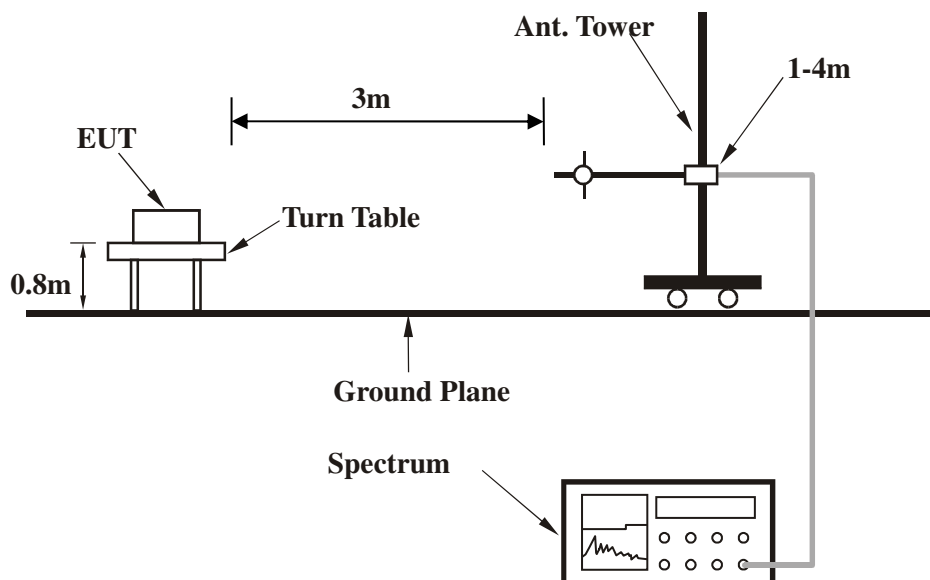 Ant. Tower
1-4m
3m
EUT
Turn Table
0.8m
Ground Plane
Spectrum